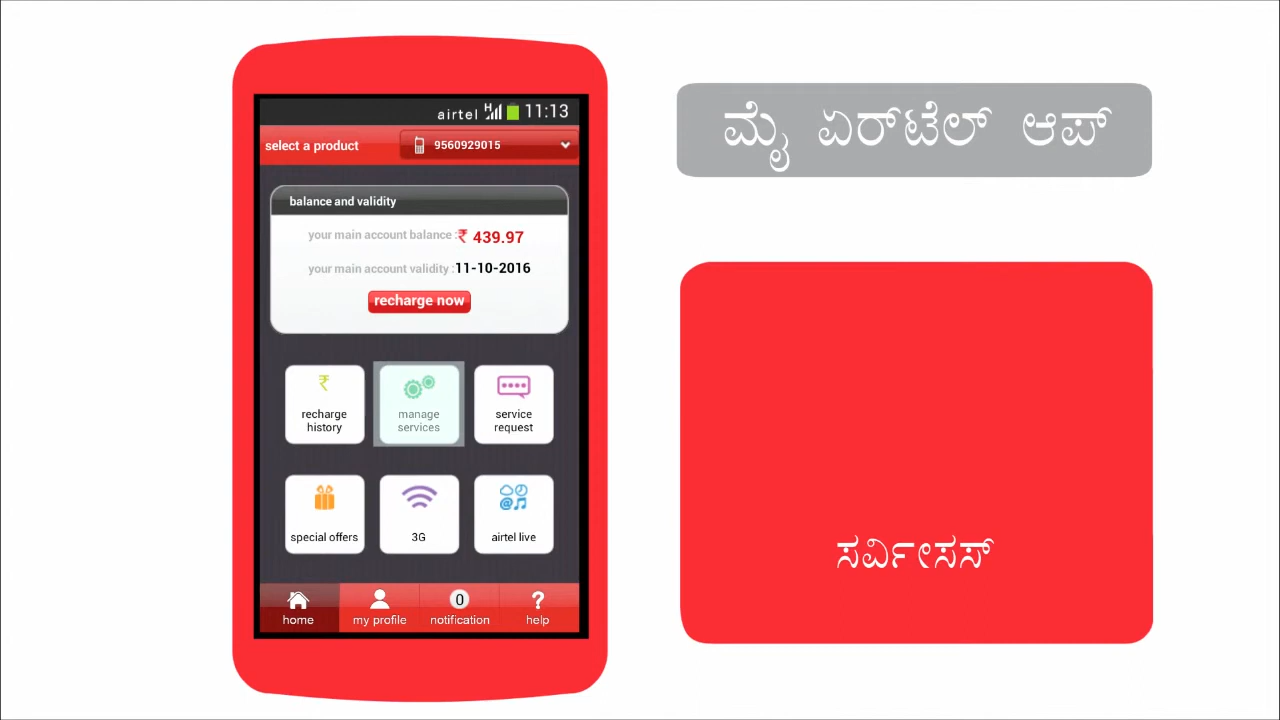 airtel H 11:13
select a product 9560929015
balance and validity
your main account balance : ₹ 439.97
your main account validity : 11-10-2016
recharge now
recharge history
manage services
service request
special offers
3G
airtel live
home
my profile
0 notification
? help
ಮೈ ಏರ್‌ಟೆಲ್ ಆಪ್
ಸರ್ವೀಸಸ್